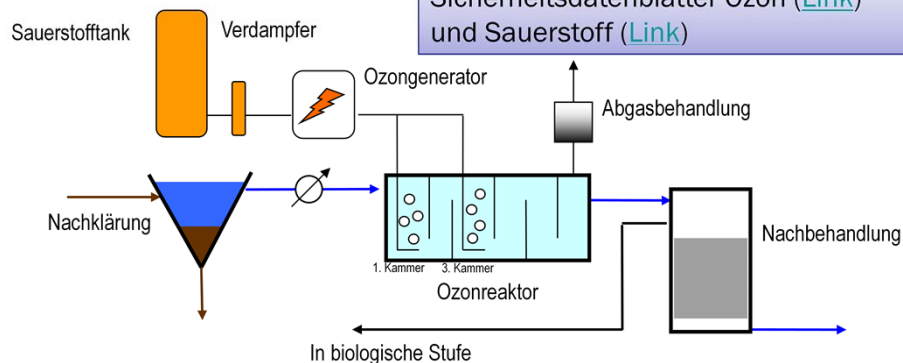 Sicherheitsdatenblätter Ozon (Link)
und Sauerstoff (Link)
Sauerstofftank
Verdampfer
Ozongenerator
Abgasbehandlung
Nachklärung
1. Kammer
3. Kammer
Ozonreaktor
Nachbehandlung
In biologische Stufe